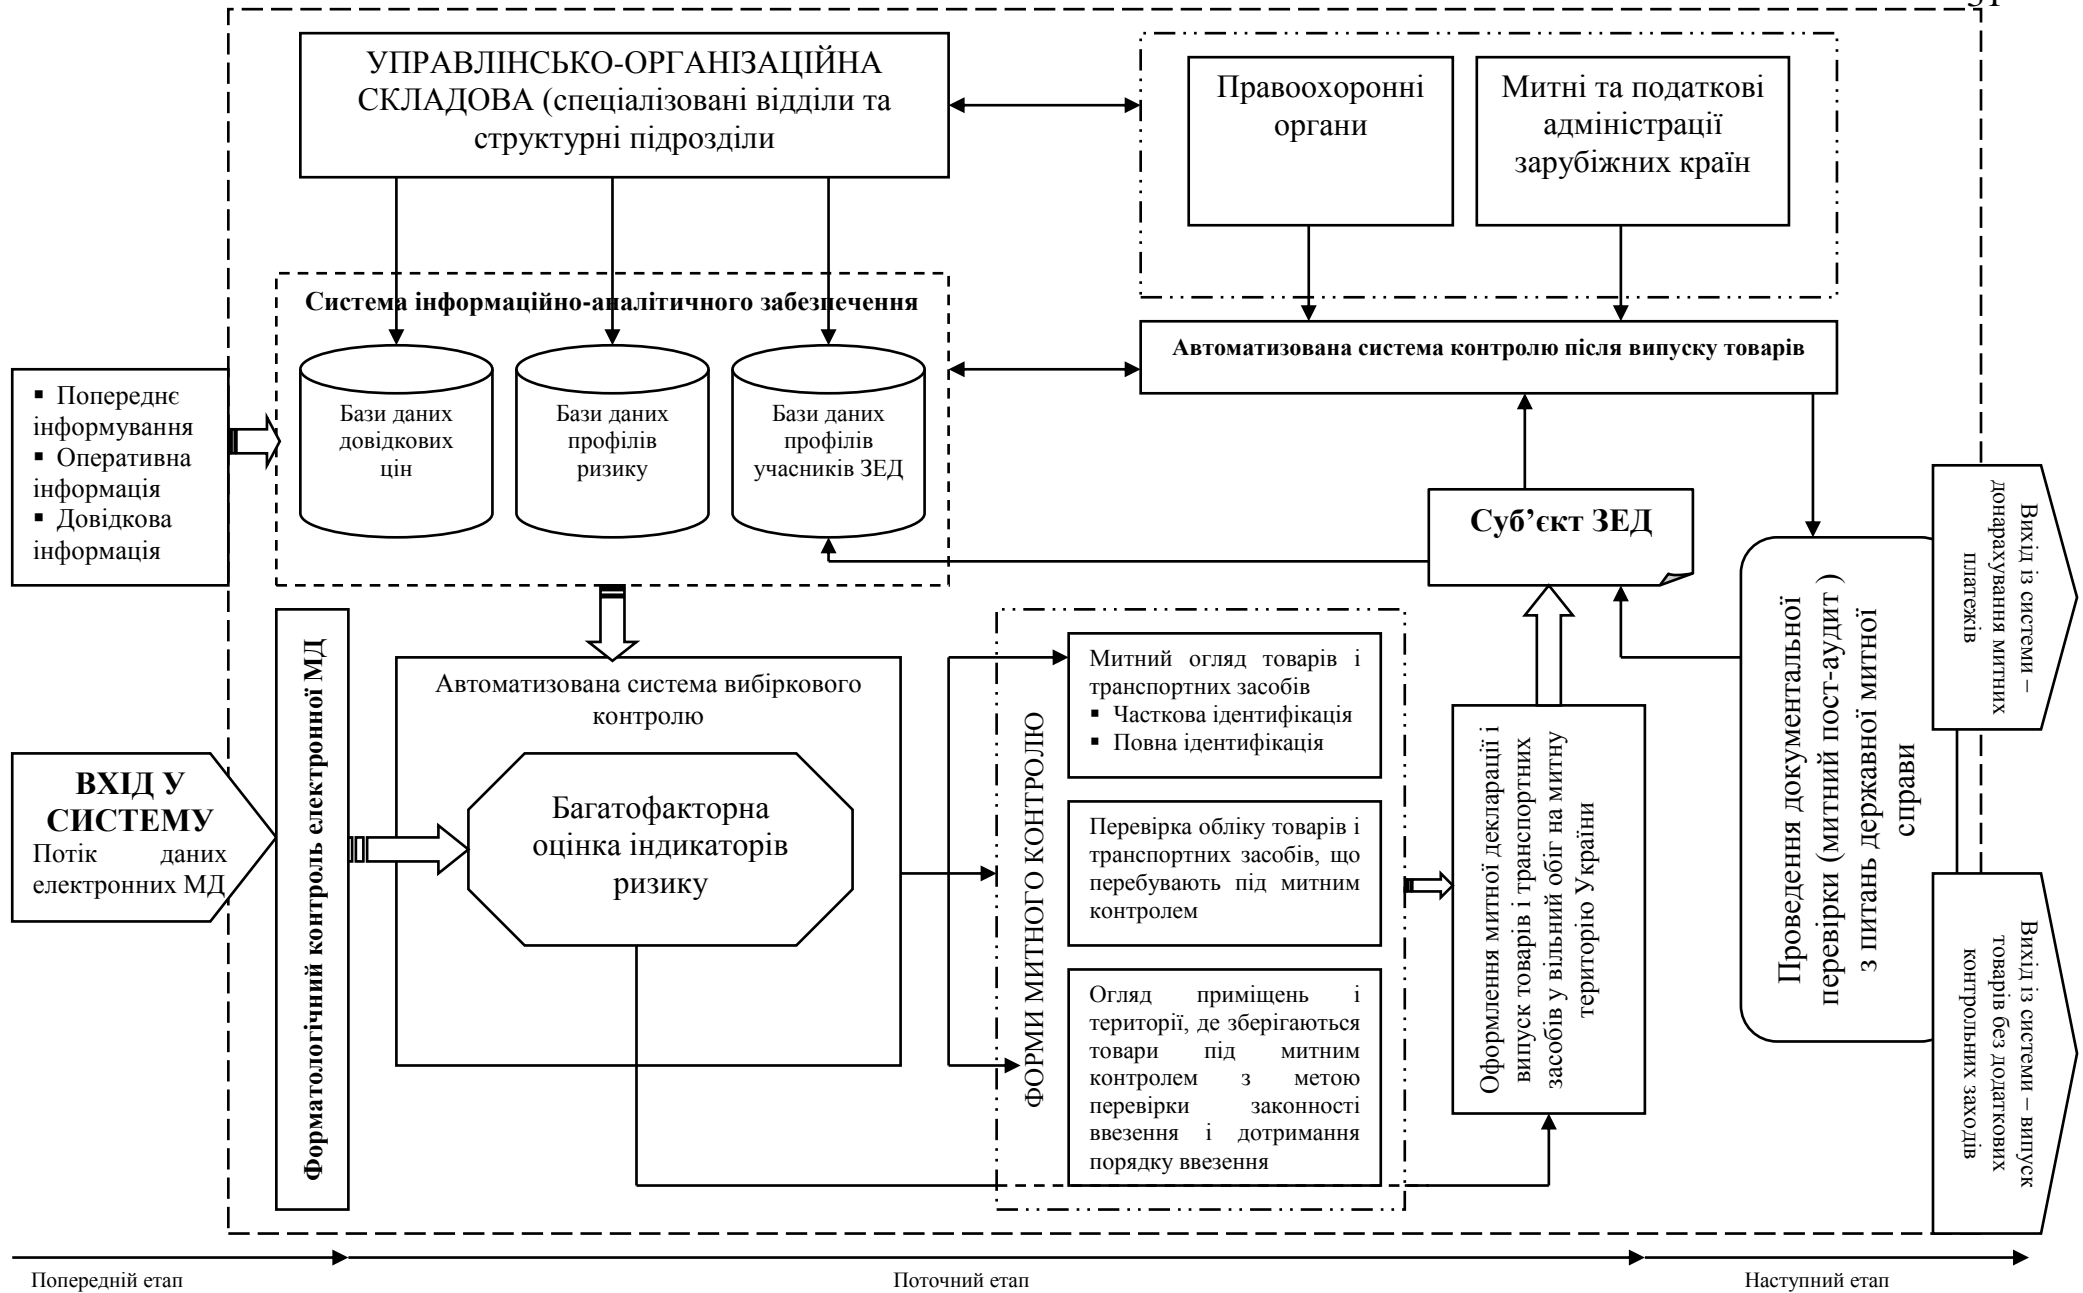 УПРАВЛІНСЬКО-ОРГАНІЗАЦІЙНА
СКЛАДОВА (спеціалізовані відділи та
структурні підрозділи
Правоохоронні
органи
Митні та податкові
адміністрації
зарубіжних країн
Система інформаційно-аналітичного забезпечення
Автоматизована система контролю після випуску товарів
▪ Попереднє
інформування
▪ Оперативна
інформація
▪ Довідкова
інформація
Бази даних
довідкових
цін
Бази даних
профілів
ризику
Бази даних
профілів
учасників ЗЕД
Суб’єкт ЗЕД
ВХІД У
СИСТЕМУ
Потік даних
електронних МД
Форматологічний контроль електронної МД
Автоматизована система вибіркового
контролю
Багатофакторна
оцінка індикаторів
ризику
ФОРМИ МИТНОГО КОНТРОЛЮ
Митний огляд товарів і
транспортних засобів
▪ Часткова ідентифікація
▪ Повна ідентифікація
Перевірка обліку товарів і
транспортних засобів, що
перебувають під митним
контролем
Огляд приміщень і
території, де зберігаються
товари під митним
контролем з метою
перевірки законності
ввезення і дотримання
порядку ввезення
Оформлення митної декларації і
випуск товарів і транспортних
засобів у вільний обіг на митну
територію України
Проведення документальної
перевірки (митний пост-аудит )
з питань державної митної
справи
Вихід із системи –
донарахування митних
платежів
Вихід із системи – випуск
товарів без додаткових
контрольних заходів
Попередній етап
Поточний етап
Наступний етап